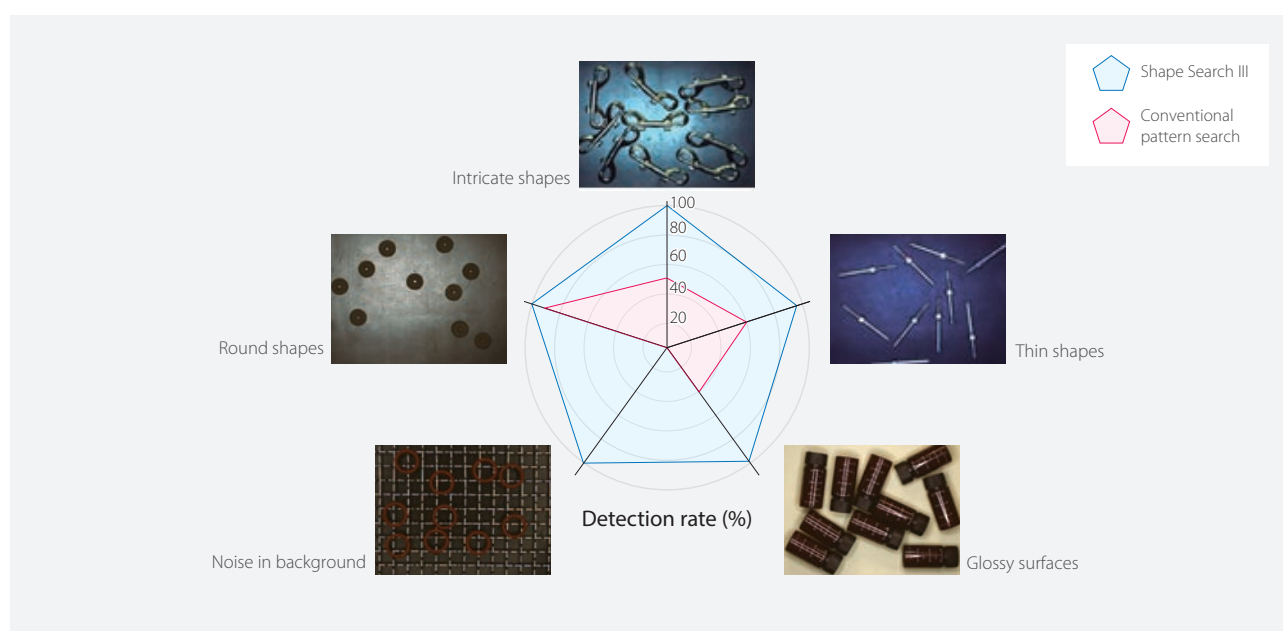 Shape Search III
Conventional
pattern search
Intricate shapes
100
80
60
40
20
Round shapes
Thin shapes
Detection rate (%)
Noise in background
Glossy surfaces